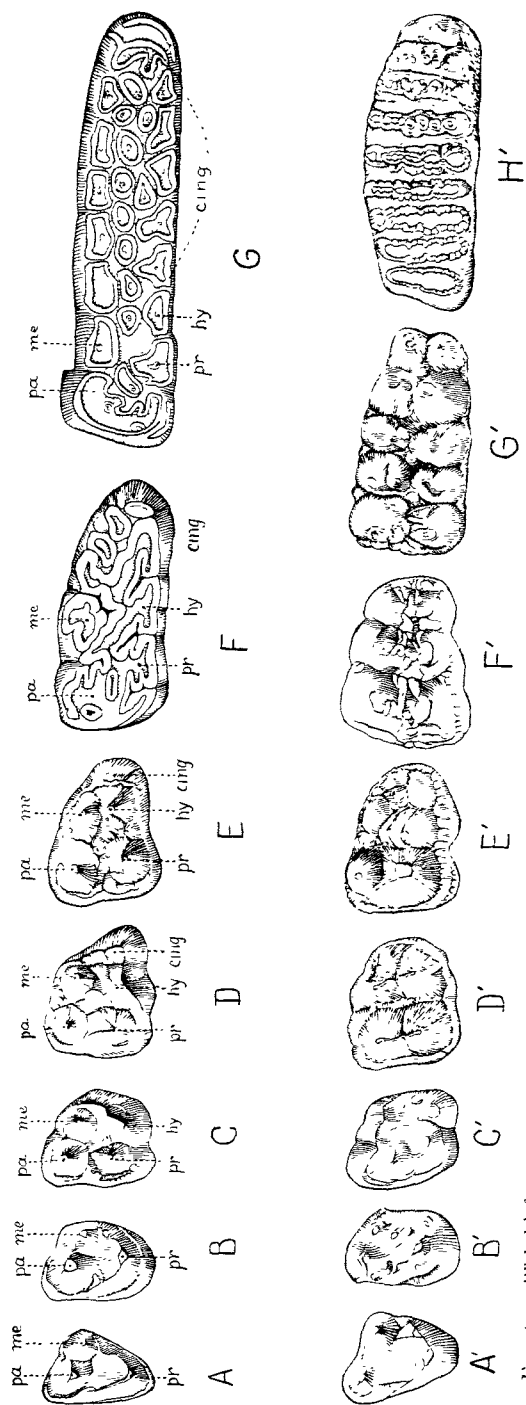 pa me pa me pa me pa me pa me pa me pa me
pr pr pr hy pr hy cing pr hy cing pr hy cing pr hy cing
A B C D E F G
A′ B′ C′ D′ E′ F′ G′ H′